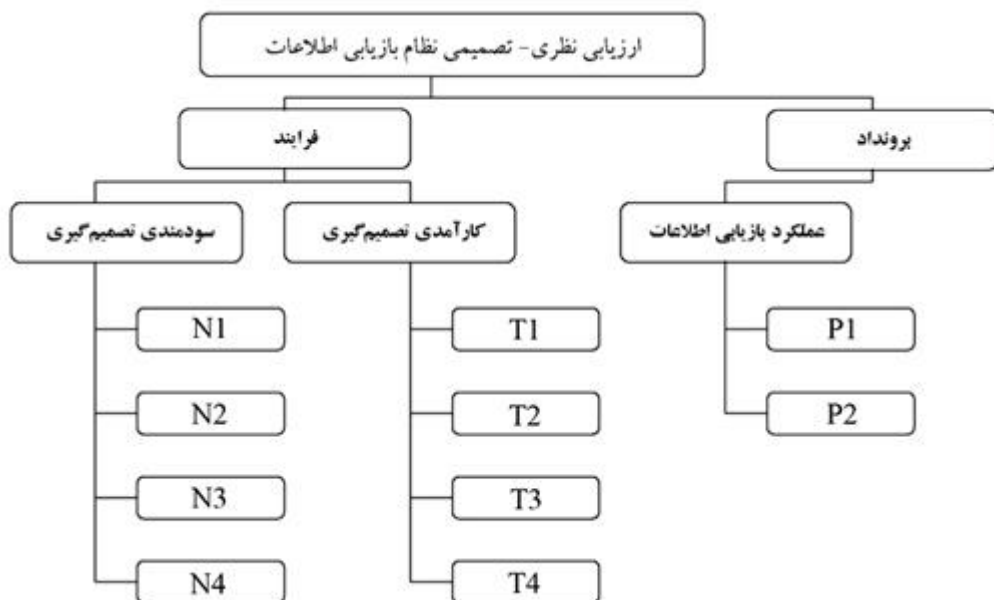 ارزیابی نظری- تصمیمی نظام بازیابی اطلاعات
برونداد
فرایند
عملکرد بازیابی اطلاعات
کارآمدی تصمیم‌گیری
سودمندی تصمیم‌گیری
P1
T1
N1
P2
T2
N2
T3
N3
T4
N4